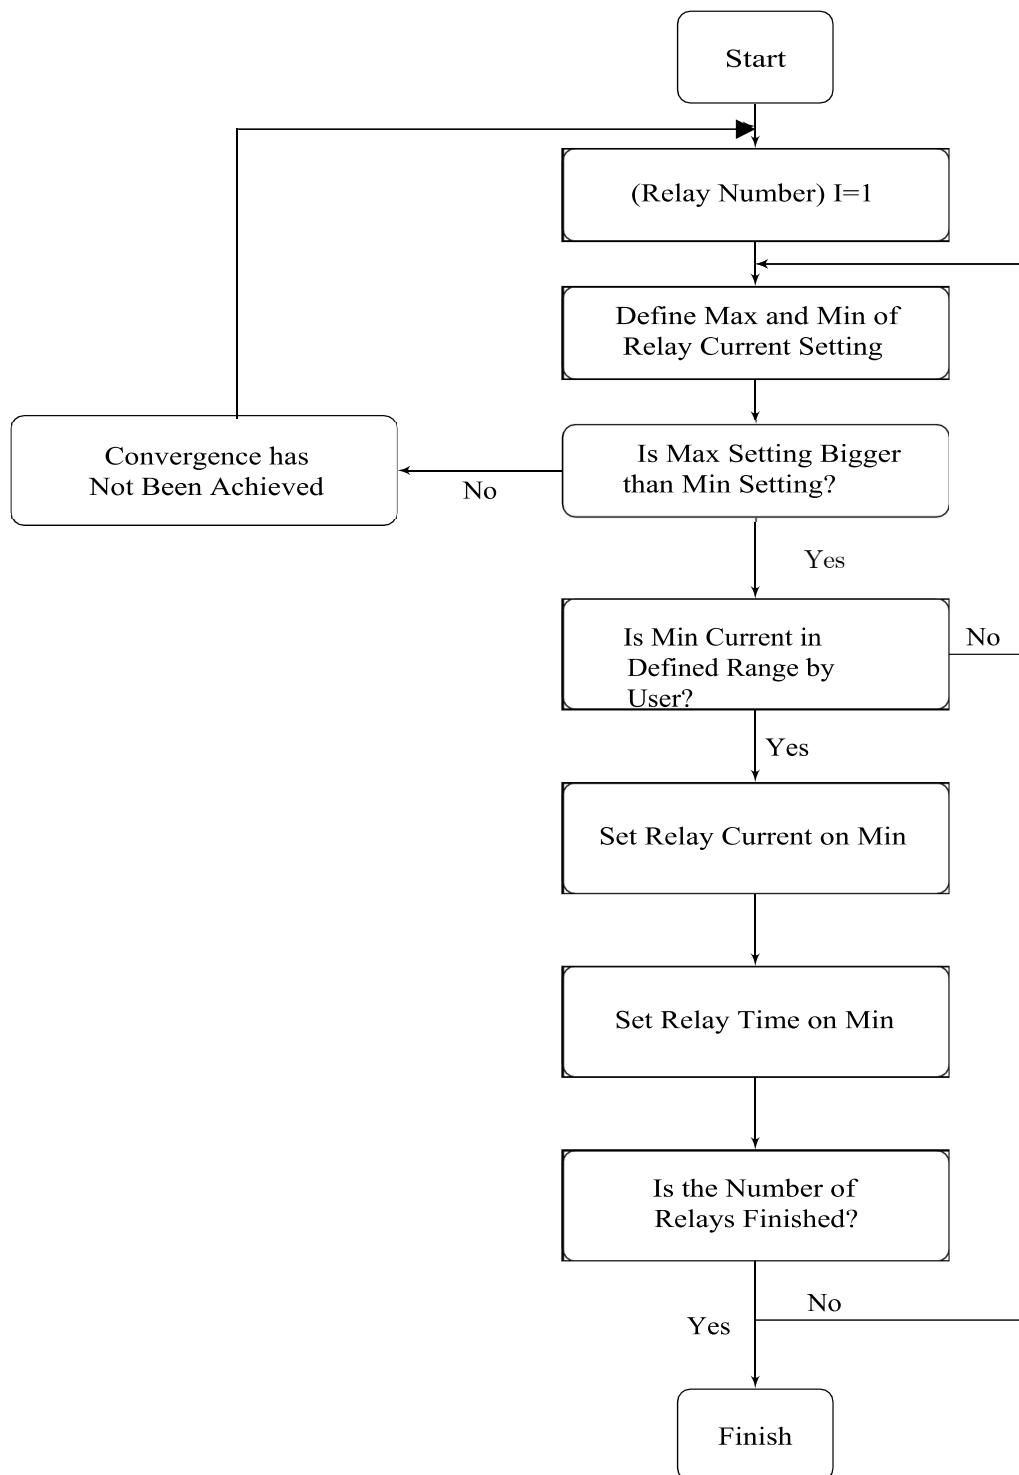 Start
(Relay Number) I=1
Define Max and Min of
Relay Current Setting
Is Max Setting Bigger
than Min Setting?
Convergence has
Not Been Achieved
No
Yes
Is Min Current in
Defined Range by
User?
No
Yes
Set Relay Current on Min
Set Relay Time on Min
Is the Number of
Relays Finished?
No
Yes
Finish